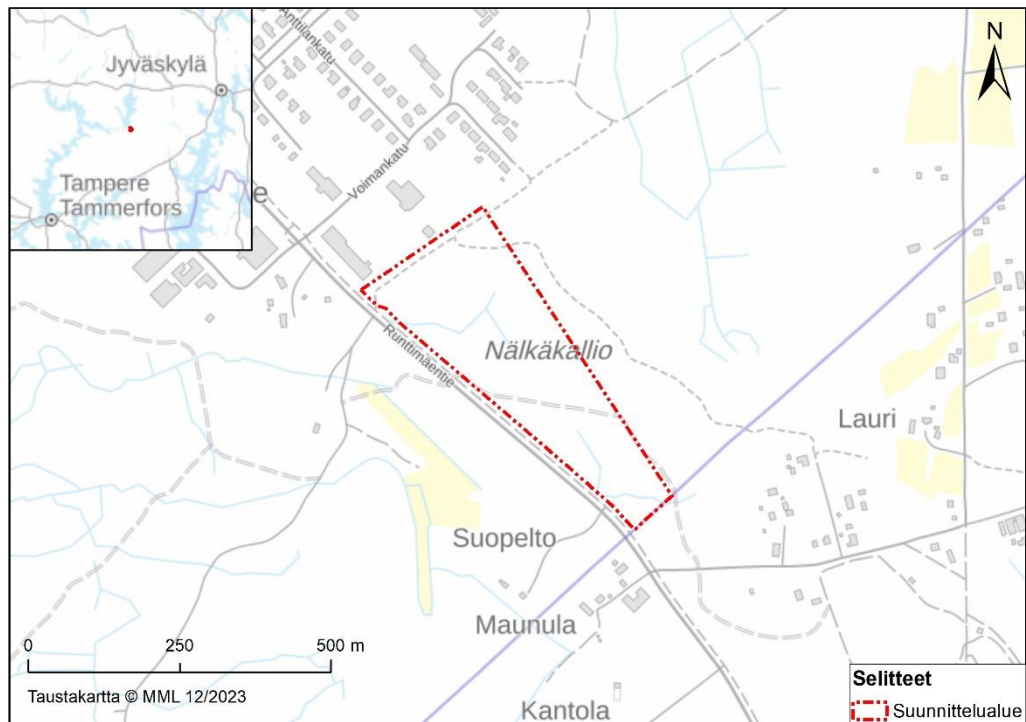 Jyväskylä
Tampere
Tammerfors
e
Anttilankatu
Voimankatu
N
Runttimäentie
Nälkäkallio
Lauri
Suopelto
Maunula
Kantola
0 250 500 m
Taustakartta © MML 12/2023
Selitteet
Suunnittelualue